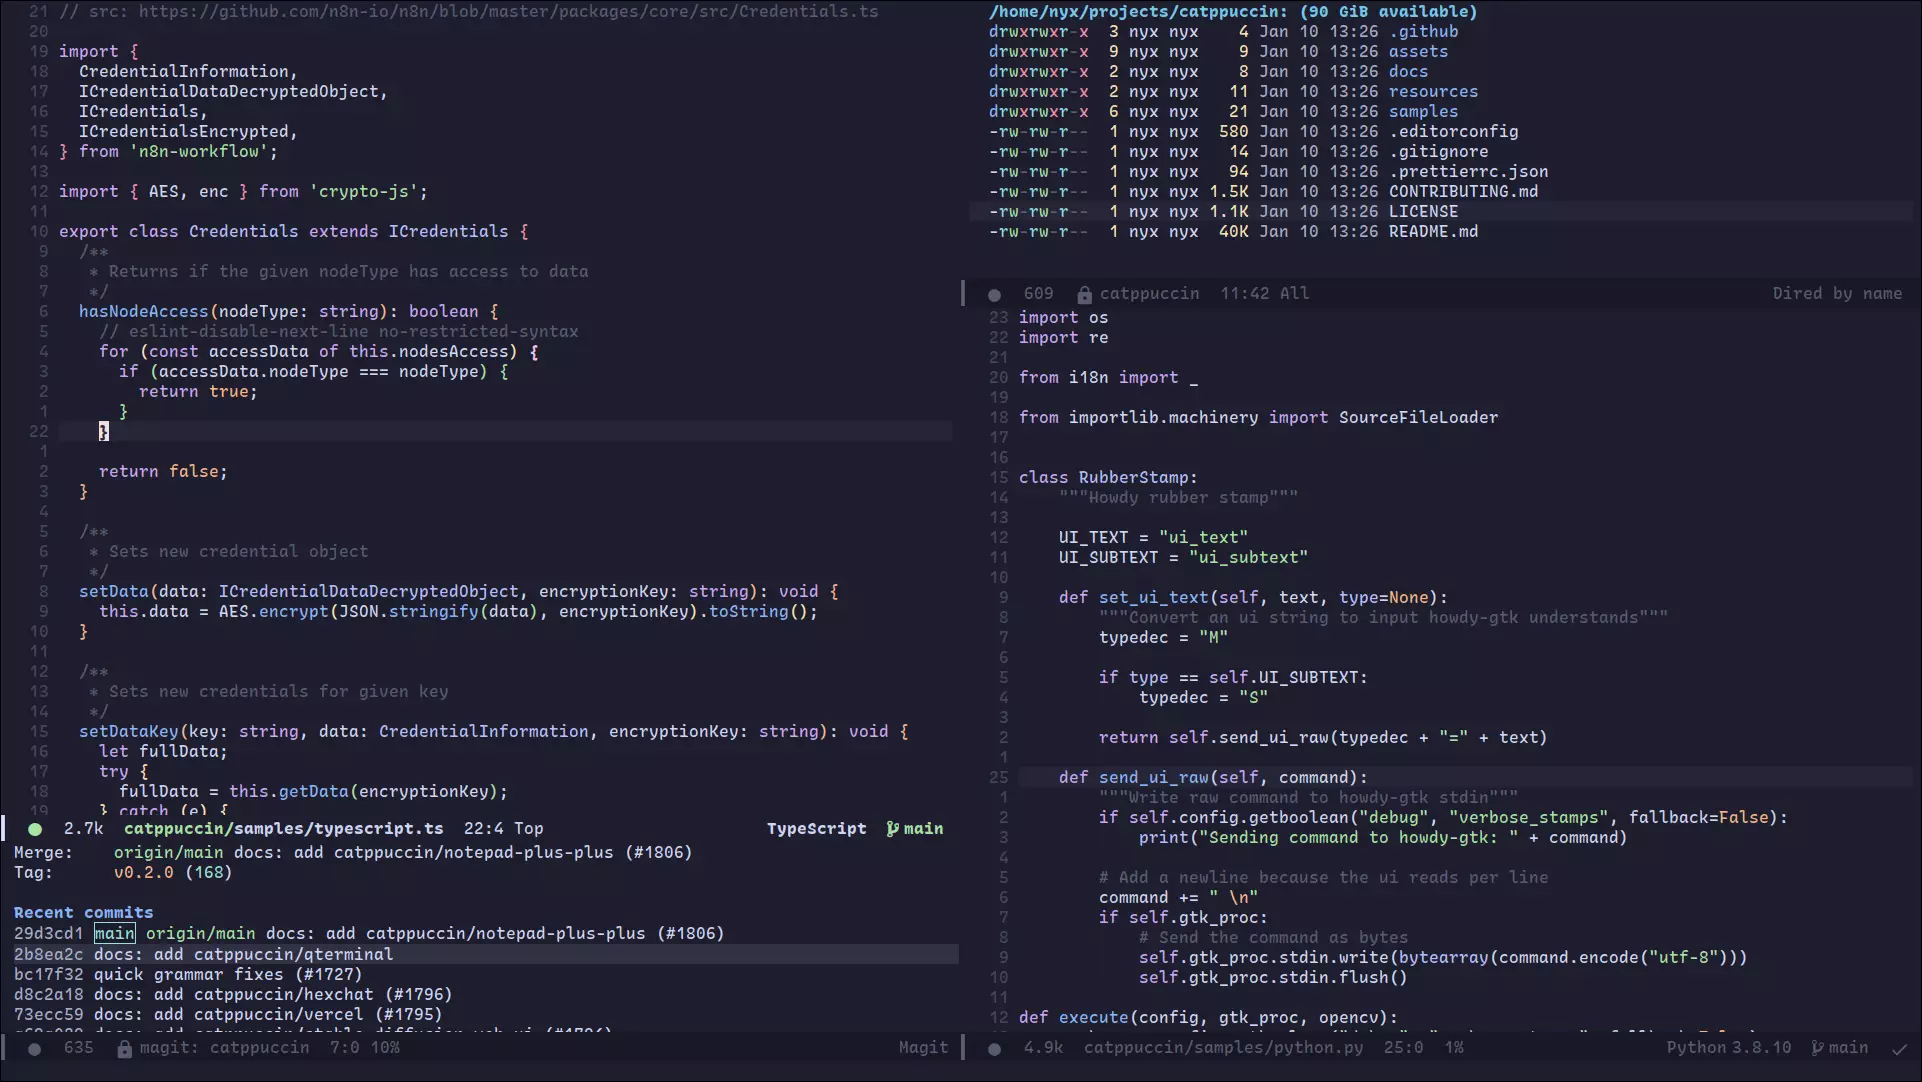 21 // src: https://github.com/n8n-io/n8n/blob/master/packages/core/src/Credentials.ts
20
19 import {
18   CredentialInformation,
17   ICredentialDataDecryptedObject,
16   ICredentials,
15   ICredentialsEncrypted,
14 } from 'n8n-workflow';
13
12 import { AES, enc } from 'crypto-js';
11
10 export class Credentials extends ICredentials {
9   /**
8    * Returns if the given nodeType has access to data
7    */
6   hasNodeAccess(nodeType: string): boolean {
5     // eslint-disable-next-line no-restricted-syntax
4     for (const accessData of this.nodesAccess) {
3       if (accessData.nodeType === nodeType) {
2         return true;
1       }
22     }
1
2     return false;
3   }
4
5   /**
6    * Sets new credential object
7    */
8   setData(data: ICredentialDataDecryptedObject, encryptionKey: string): void {
9     this.data = AES.encrypt(JSON.stringify(data), encryptionKey).toString();
10   }
11
12   /**
13    * Sets new credentials for given key
14    */
15   setDataKey(key: string, data: CredentialInformation, encryptionKey: string): void {
16     let fullData;
17     try {
18       fullData = this.getData(encryptionKey);
19     } catch (e) {
2.7k catppuccin/samples/typescript.ts 22:4 Top TypeScript main
Merge:    origin/main docs: add catppuccin/notepad-plus-plus (#1806)
Tag:      v0.2.0 (168)
Recent commits
29d3cd1 main origin/main docs: add catppuccin/notepad-plus-plus (#1806)
2b8ea2c docs: add catppuccin/qterminal
bc17f32 quick grammar fixes (#1727)
d8c2a18 docs: add catppuccin/hexchat (#1796)
73ecc59 docs: add catppuccin/vercel (#1795)
635 magit: catppuccin 7:0 10% Magit
/home/nyx/projects/catppuccin: (90 GiB available)
drwxrwxr-x  3 nyx nyx    4 Jan 10 13:26 .github
drwxrwxr-x  9 nyx nyx    9 Jan 10 13:26 assets
drwxrwxr-x  2 nyx nyx    8 Jan 10 13:26 docs
drwxrwxr-x  2 nyx nyx   11 Jan 10 13:26 resources
drwxrwxr-x  6 nyx nyx   21 Jan 10 13:26 samples
-rw-rw-r--  1 nyx nyx  580 Jan 10 13:26 .editorconfig
-rw-rw-r--  1 nyx nyx   14 Jan 10 13:26 .gitignore
-rw-rw-r--  1 nyx nyx   94 Jan 10 13:26 .prettierrc.json
-rw-rw-r--  1 nyx nyx 1.5K Jan 10 13:26 CONTRIBUTING.md
-rw-rw-r--  1 nyx nyx 1.1K Jan 10 13:26 LICENSE
-rw-rw-r--  1 nyx nyx  40K Jan 10 13:26 README.md
609 catppuccin 11:42 All Dired by name
23 import os
22 import re
21
20 from i18n import _
19
18 from importlib.machinery import SourceFileLoader
17
16
15 class RubberStamp:
14     """Howdy rubber stamp"""
13
12     UI_TEXT = "ui_text"
11     UI_SUBTEXT = "ui_subtext"
10
9     def set_ui_text(self, text, type=None):
8         """Convert an ui string to input howdy-gtk understands"""
7         typedec = "M"
6
5         if type == self.UI_SUBTEXT:
4             typedec = "S"
3
2         return self.send_ui_raw(typedec + "=" + text)
1
25     def send_ui_raw(self, command):
1         """Write raw command to howdy-gtk stdin"""
2         if self.config.getboolean("debug", "verbose_stamps", fallback=False):
3             print("Sending command to howdy-gtk: " + command)
4
5         # Add a newline because the ui reads per line
6         command += " \n"
7         if self.gtk_proc:
8             # Send the command as bytes
9             self.gtk_proc.stdin.write(bytearray(command.encode("utf-8")))
10             self.gtk_proc.stdin.flush()
11
12 def execute(config, gtk_proc, opencv):
4.9k catppuccin/samples/python.py 25:0 1% Python 3.8.10 main